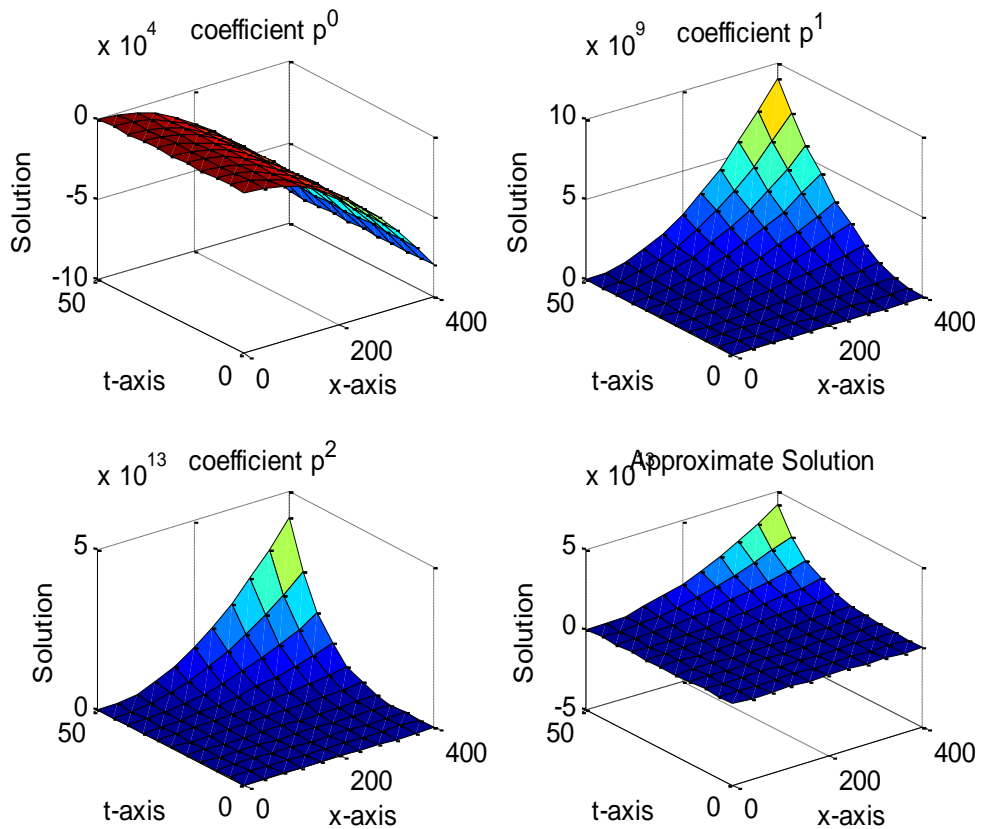 coefficient p^0
x 10^4
0
-5
-10
Solution
50
0
t-axis
0
200
400
x-axis
coefficient p^1
x 10^9
10
5
0
Solution
50
0
t-axis
0
200
400
x-axis
coefficient p^2
x 10^13
5
0
Solution
50
0
t-axis
0
200
400
x-axis
Approximate Solution
x 10^13
5
0
-5
Solution
50
0
t-axis
0
200
400
x-axis